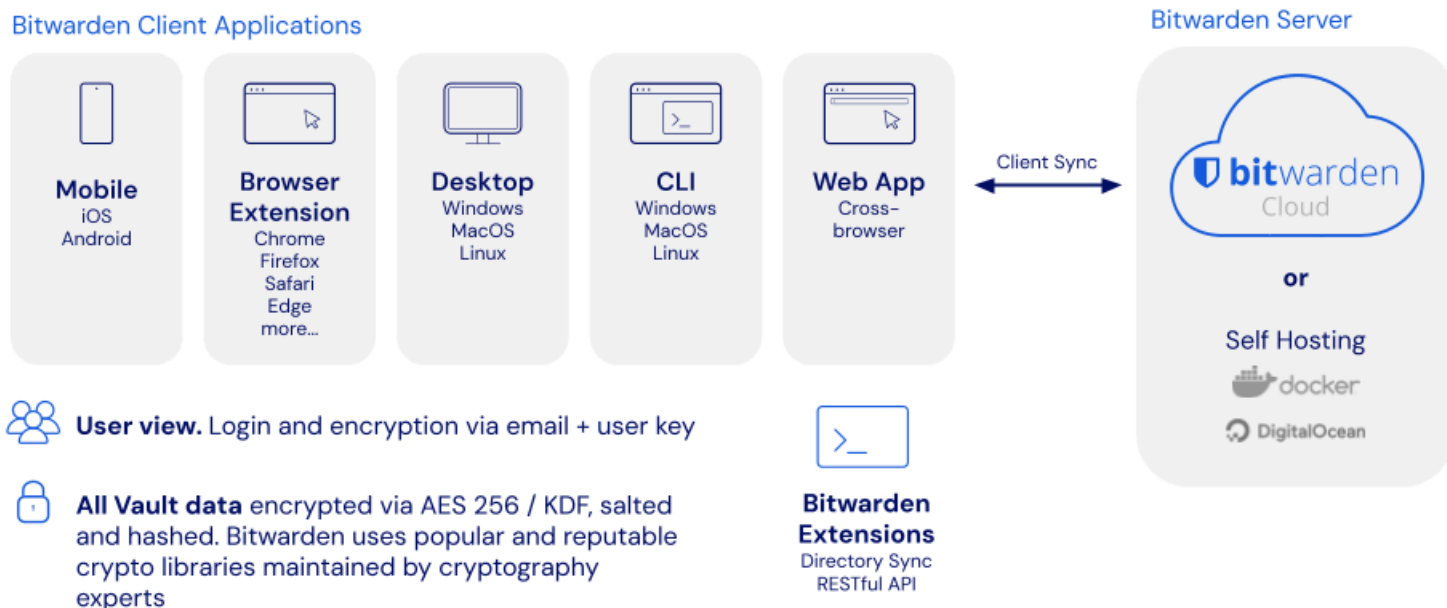 Bitwarden Client Applications
Bitwarden Server
Mobile
iOS
Android
Browser
Extension
Chrome
Firefox
Safari
Edge
more...
Desktop
Windows
MacOS
Linux
>_
CLI
Windows
MacOS
Linux
Web App
Cross-
browser
Client Sync
bitwarden
Cloud
or
Self Hosting
docker
DigitalOcean
User view. Login and encryption via email + user key
All Vault data encrypted via AES 256 / KDF, salted
and hashed. Bitwarden uses popular and reputable
crypto libraries maintained by cryptography
experts
>_
Bitwarden
Extensions
Directory Sync
RESTful API